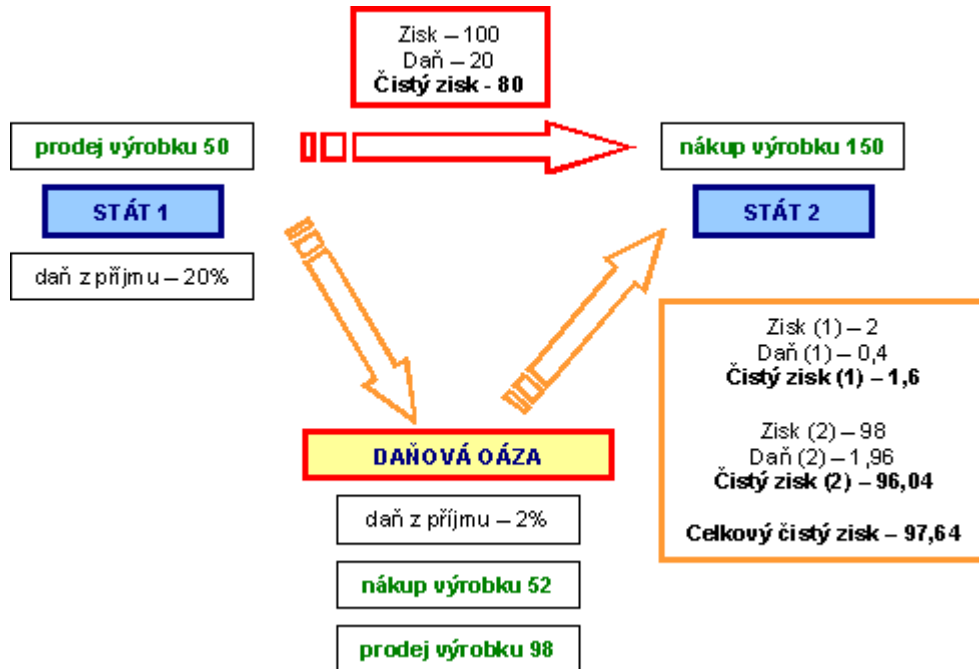 Zisk – 100
Daň – 20
Čistý zisk - 80
prodej výrobku 50
nákup výrobku 150
STÁT 1
STÁT 2
daň z příjmu – 20%
Zisk (1) – 2
Daň (1) – 0,4
Čistý zisk (1) – 1,6
Zisk (2) – 98
Daň (2) – 1,96
Čistý zisk (2) – 96,04
Celkový čistý zisk – 97,64
DAŇOVÁ OÁZA
daň z příjmu – 2%
nákup výrobku 52
prodej výrobku 98